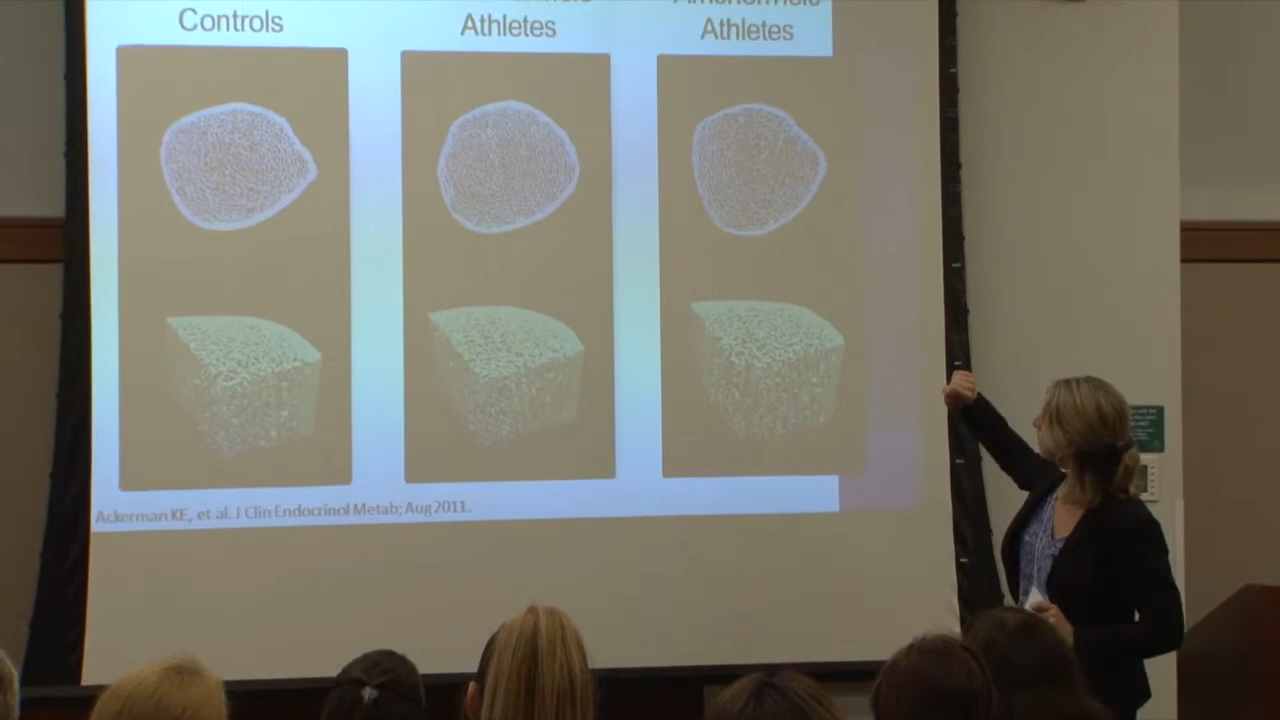 Controls
Athletes
Athletes
Ackerman KE, et al. J Clin Endocrinol Metab; Aug 2011.